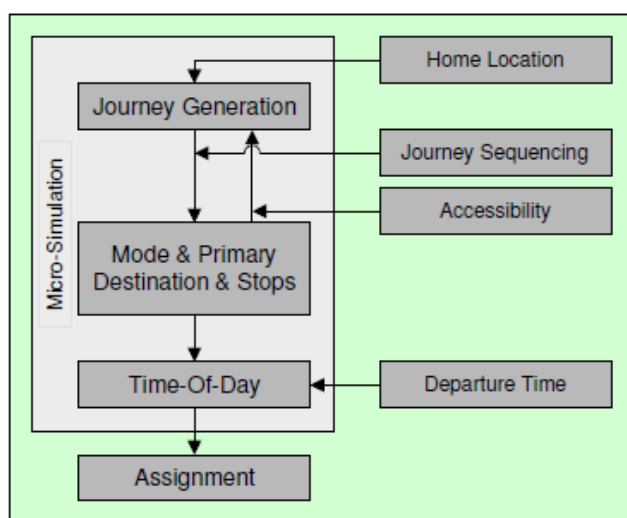 Home Location
Journey Generation
Journey Sequencing
Accessibility
Micro-Simulation
Mode & Primary
Destination & Stops
Time-Of-Day
Departure Time
Assignment